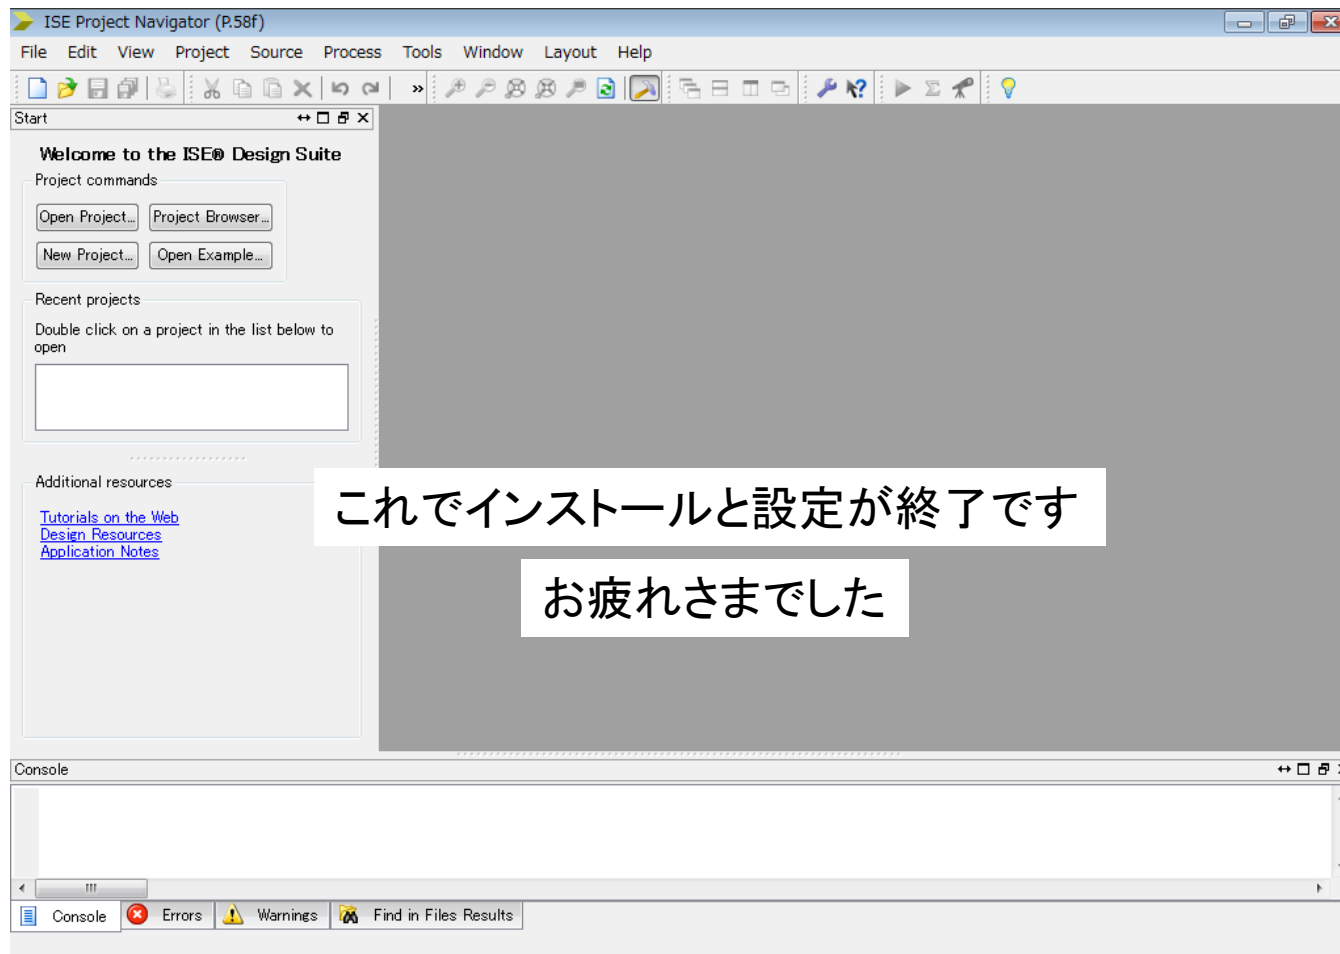 ISE Project Navigator (P.58f)
File Edit View Project Source Process Tools Window Layout Help
Start
Welcome to the ISE® Design Suite
Project commands
Open Project... Project Browser...
New Project... Open Example...
Recent projects
Double click on a project in the list below to
open
Additional resources
Tutorials on the Web
Design Resources
Application Notes
これでインストールと設定が終了です
お疲れさまでした
Console
Console Errors Warnings Find in Files Results